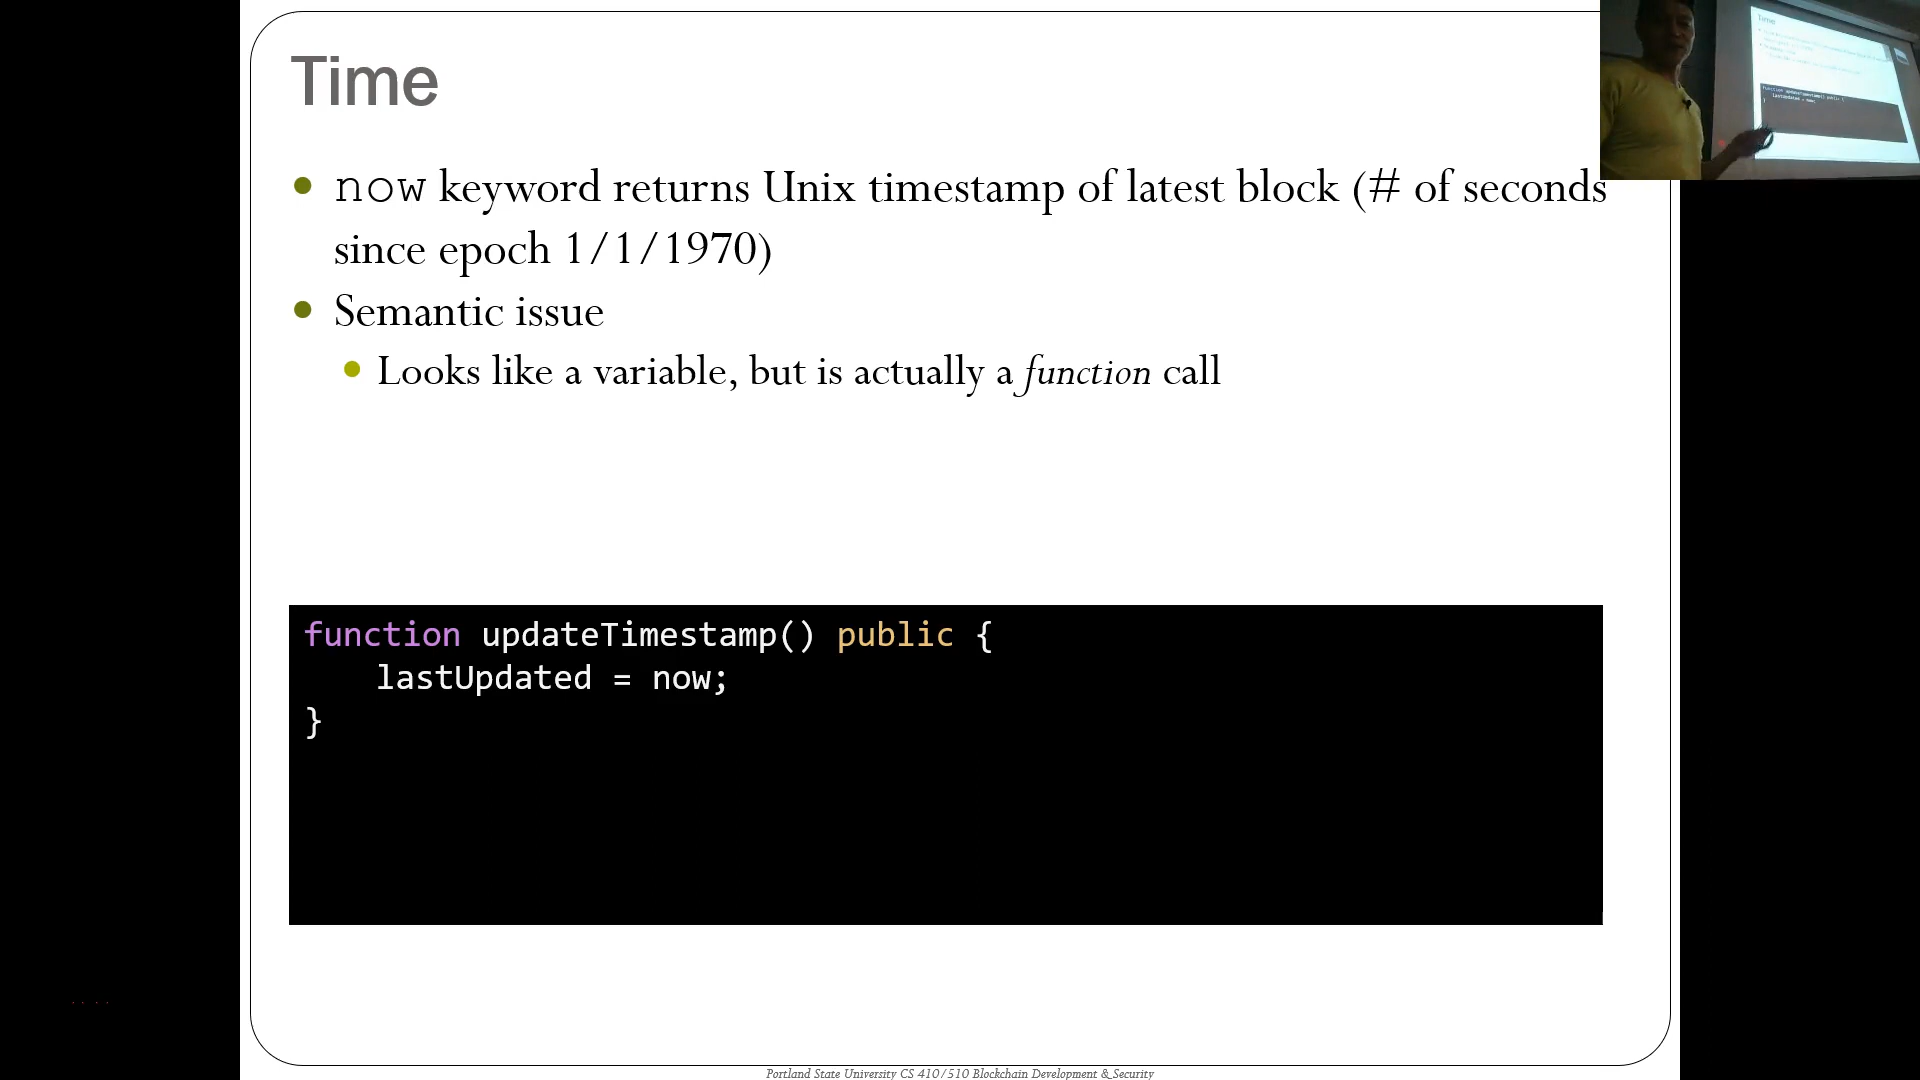 Time
now keyword returns Unix timestamp of latest block (# of seconds
since epoch 1/1/1970)
Semantic issue
Looks like a variable, but is actually a function call
function updateTimestamp() public {
lastUpdated = now;
}
Portland State University CS 410/510 Blockchain Development & Security